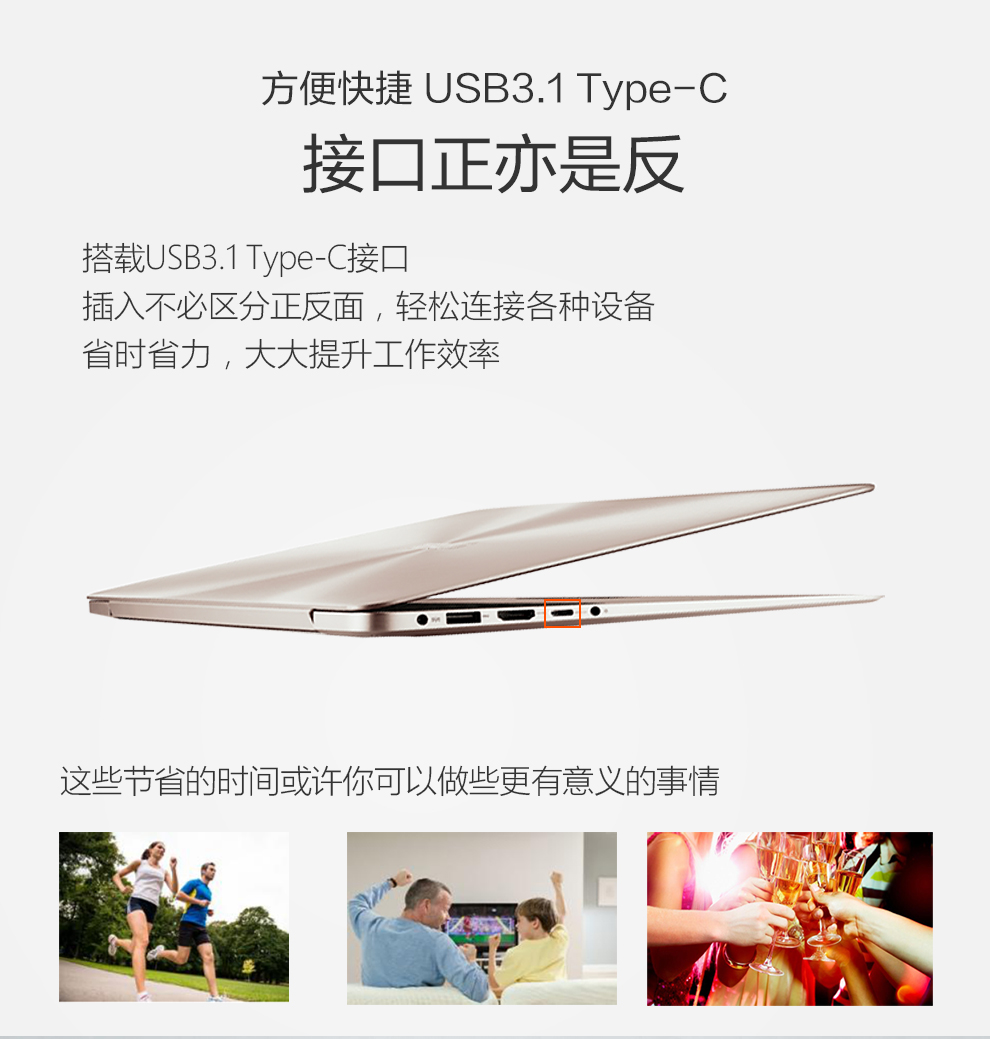 方便快捷 USB3.1 Type-C
接口正亦是反
搭载USB3.1 Type-C接口
插入不必区分正反面，轻松连接各种设备
省时省力，大大提升工作效率
这些节省的时间或许你可以做些更有意义的事情